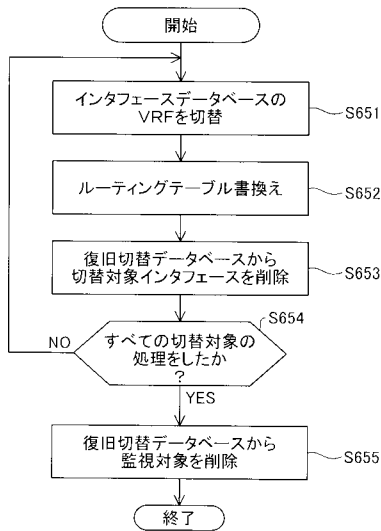 開始
インタフェースデータベースの
VRFを切替
S651
ルーティングテーブル書換え
S652
復旧切替データベースから
切替対象インタフェースを削除
S653
S654
すべての切替対象の
処理をしたか
?
NO
YES
復旧切替データベースから
監視対象を削除
S655
終了